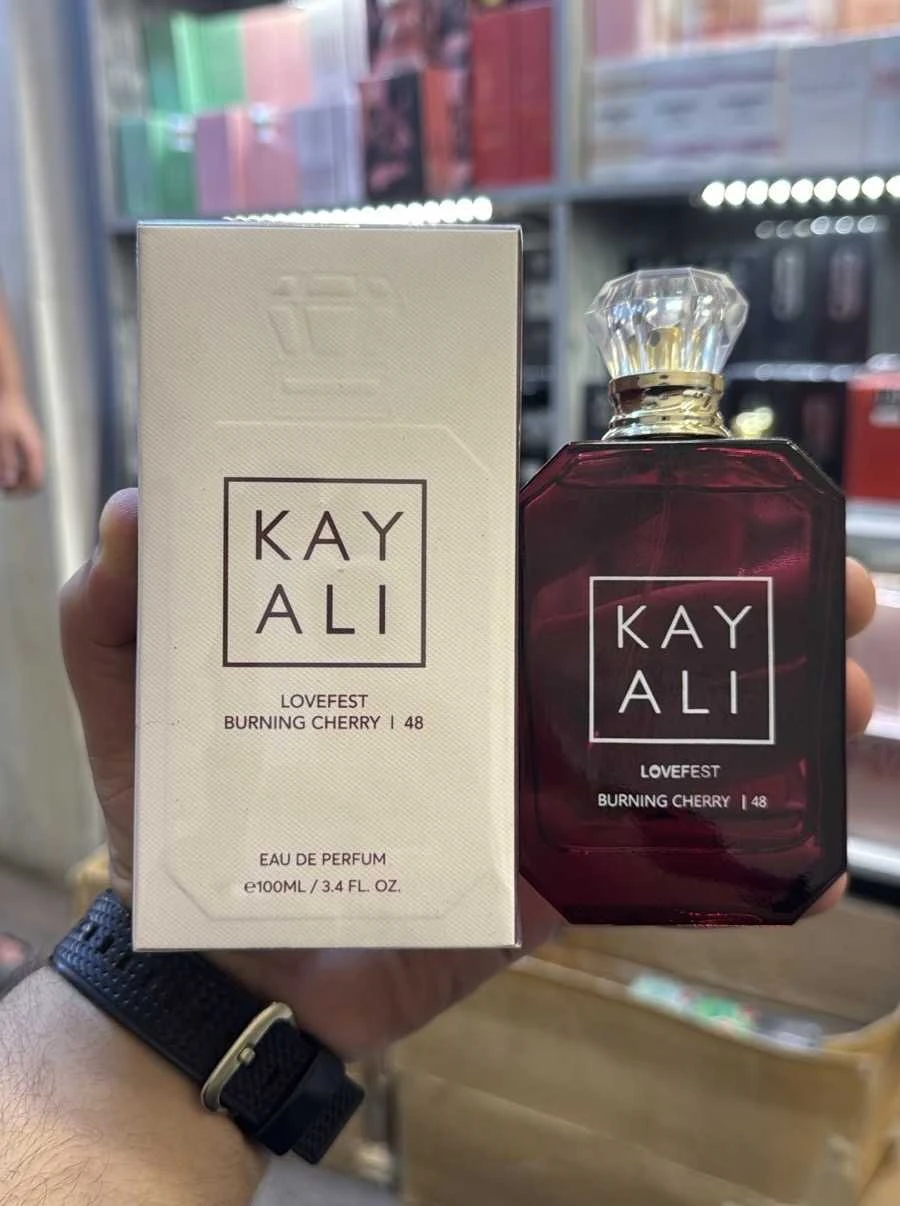 KAY
ALI
LOVEFEST
BURNING CHERRY | 48
EAU DE PERFUM
℮100ML / 3.4 FL. OZ.
KAY
ALI
LOVEFEST
BURNING CHERRY | 48